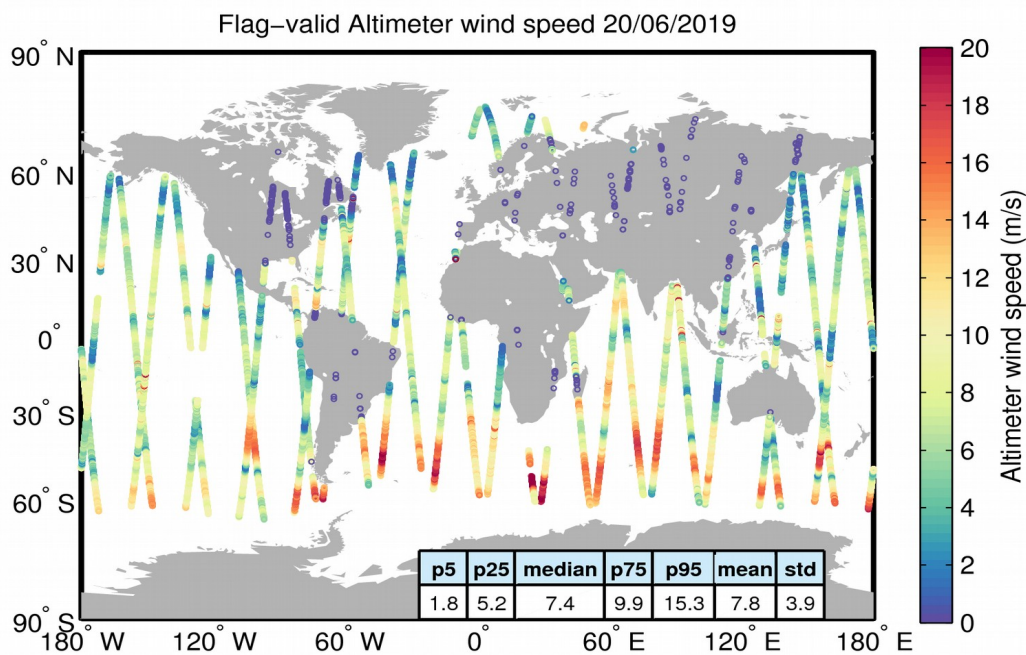 Flag−valid Altimeter wind speed 20/06/2019
90° N
60° N
30° N
0°
30° S
60° S
90° S
180° W
120° W
60° W
0°
60° E
120° E
180° E
p5 p25 median p75 p95 mean std
1.8 5.2 7.4 9.9 15.3 7.8 3.9
20
18
16
14
12
10
8
6
4
2
0
Altimeter wind speed (m/s)